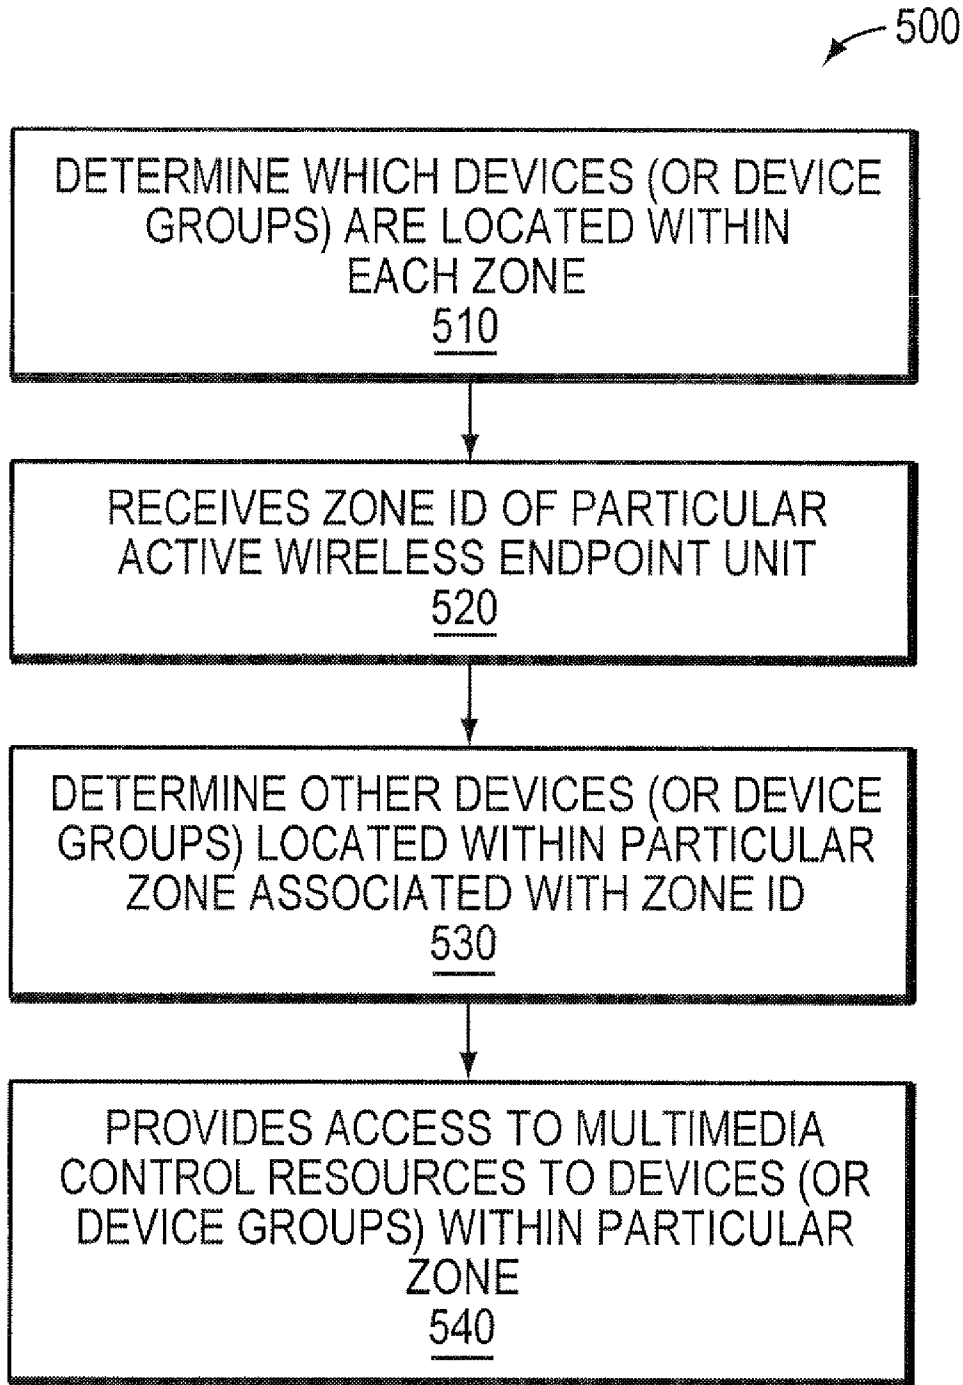 500
DETERMINE WHICH DEVICES (OR DEVICE
GROUPS) ARE LOCATED WITHIN
EACH ZONE
510
RECEIVES ZONE ID OF PARTICULAR
ACTIVE WIRELESS ENDPOINT UNIT
520
DETERMINE OTHER DEVICES (OR DEVICE
GROUPS) LOCATED WITHIN PARTICULAR
ZONE ASSOCIATED WITH ZONE ID
530
PROVIDES ACCESS TO MULTIMEDIA
CONTROL RESOURCES TO DEVICES (OR
DEVICE GROUPS) WITHIN PARTICULAR
ZONE
540